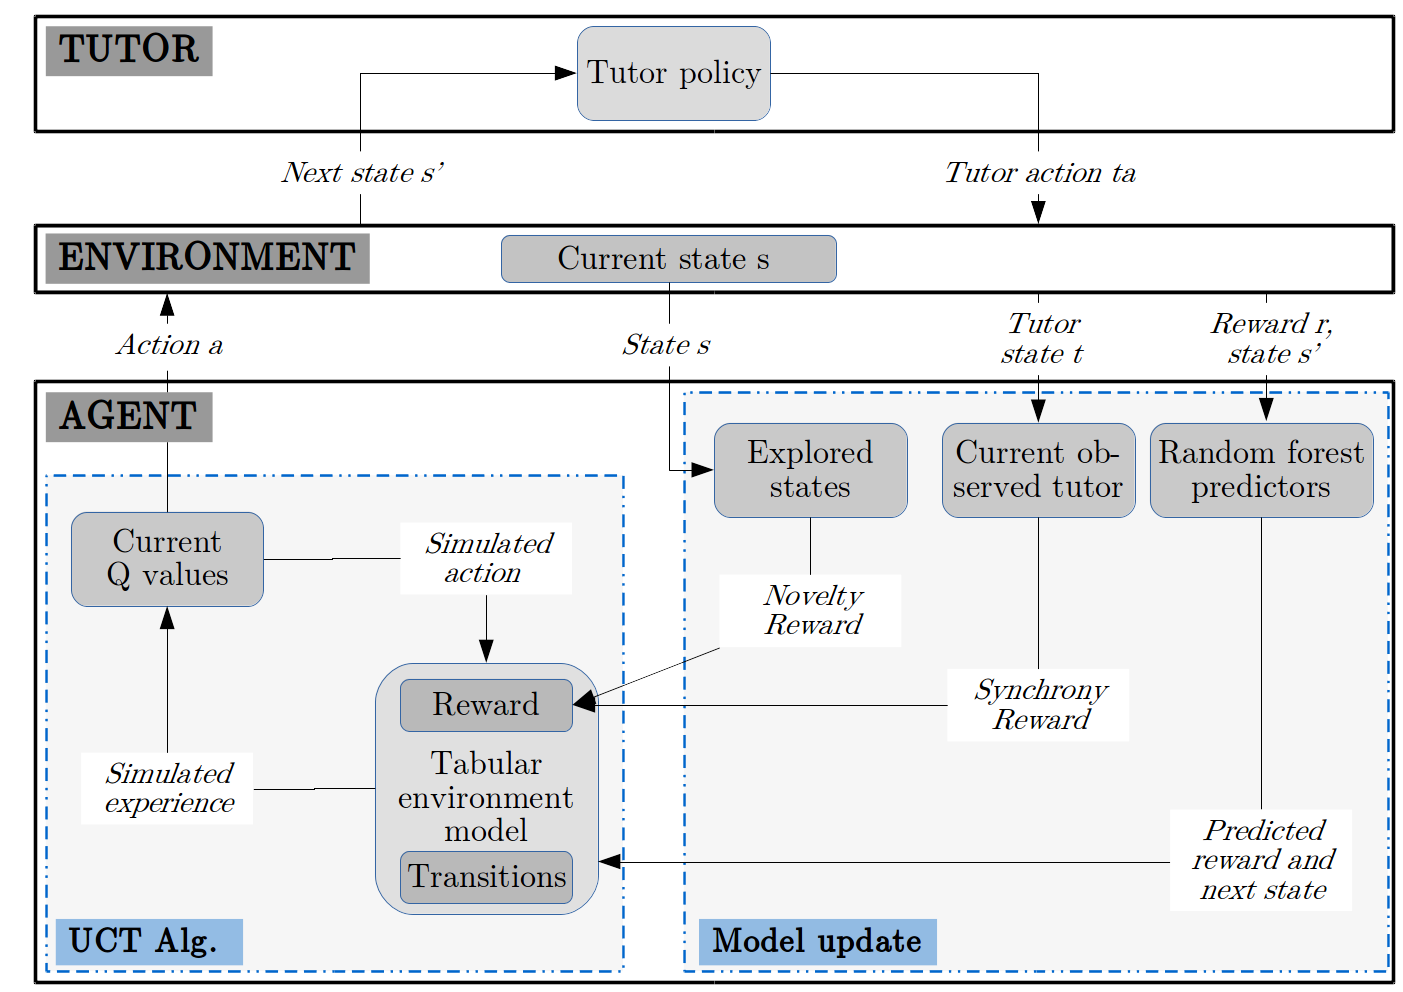 TUTOR
Tutor policy
Next state s'
Tutor action ta
ENVIRONMENT
Current state s
Action a
State s
Tutor
state t
Reward r,
state s'
AGENT
Explored
states
Current ob-
served tutor
Random forest
predictors
Current
Q values
Simulated
action
Novelty
Reward
Synchrony
Reward
Reward
Tabular
environment
model
Transitions
Simulated
experience
Predicted
reward and
next state
UCT Alg.
Model update